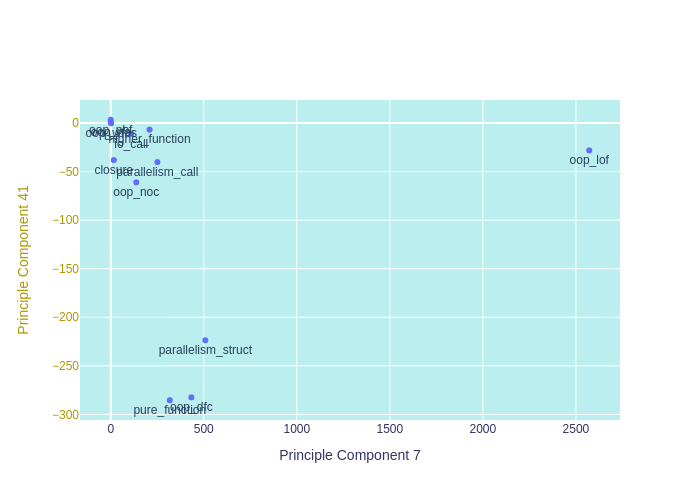 0
−50
−100
−150
−200
−250
−300
0
500
1000
1500
2000
2500
Principle Component 41
Principle Component 7
higher_function
io_call
closure
parallelism_call
oop_noc
oop_lof
parallelism_struct
oop_dfc
pure_function